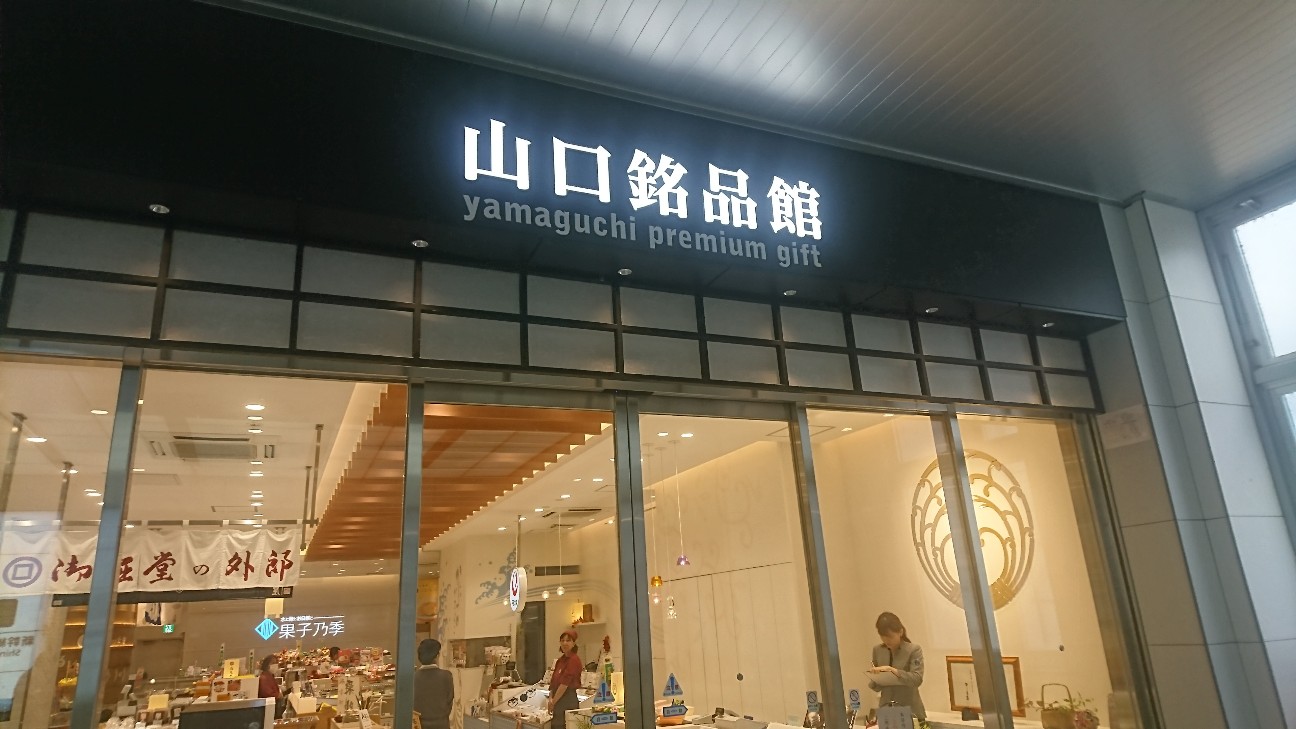 山口銘品館
yamaguchi premium gift
御堀堂の外郎
果子乃季